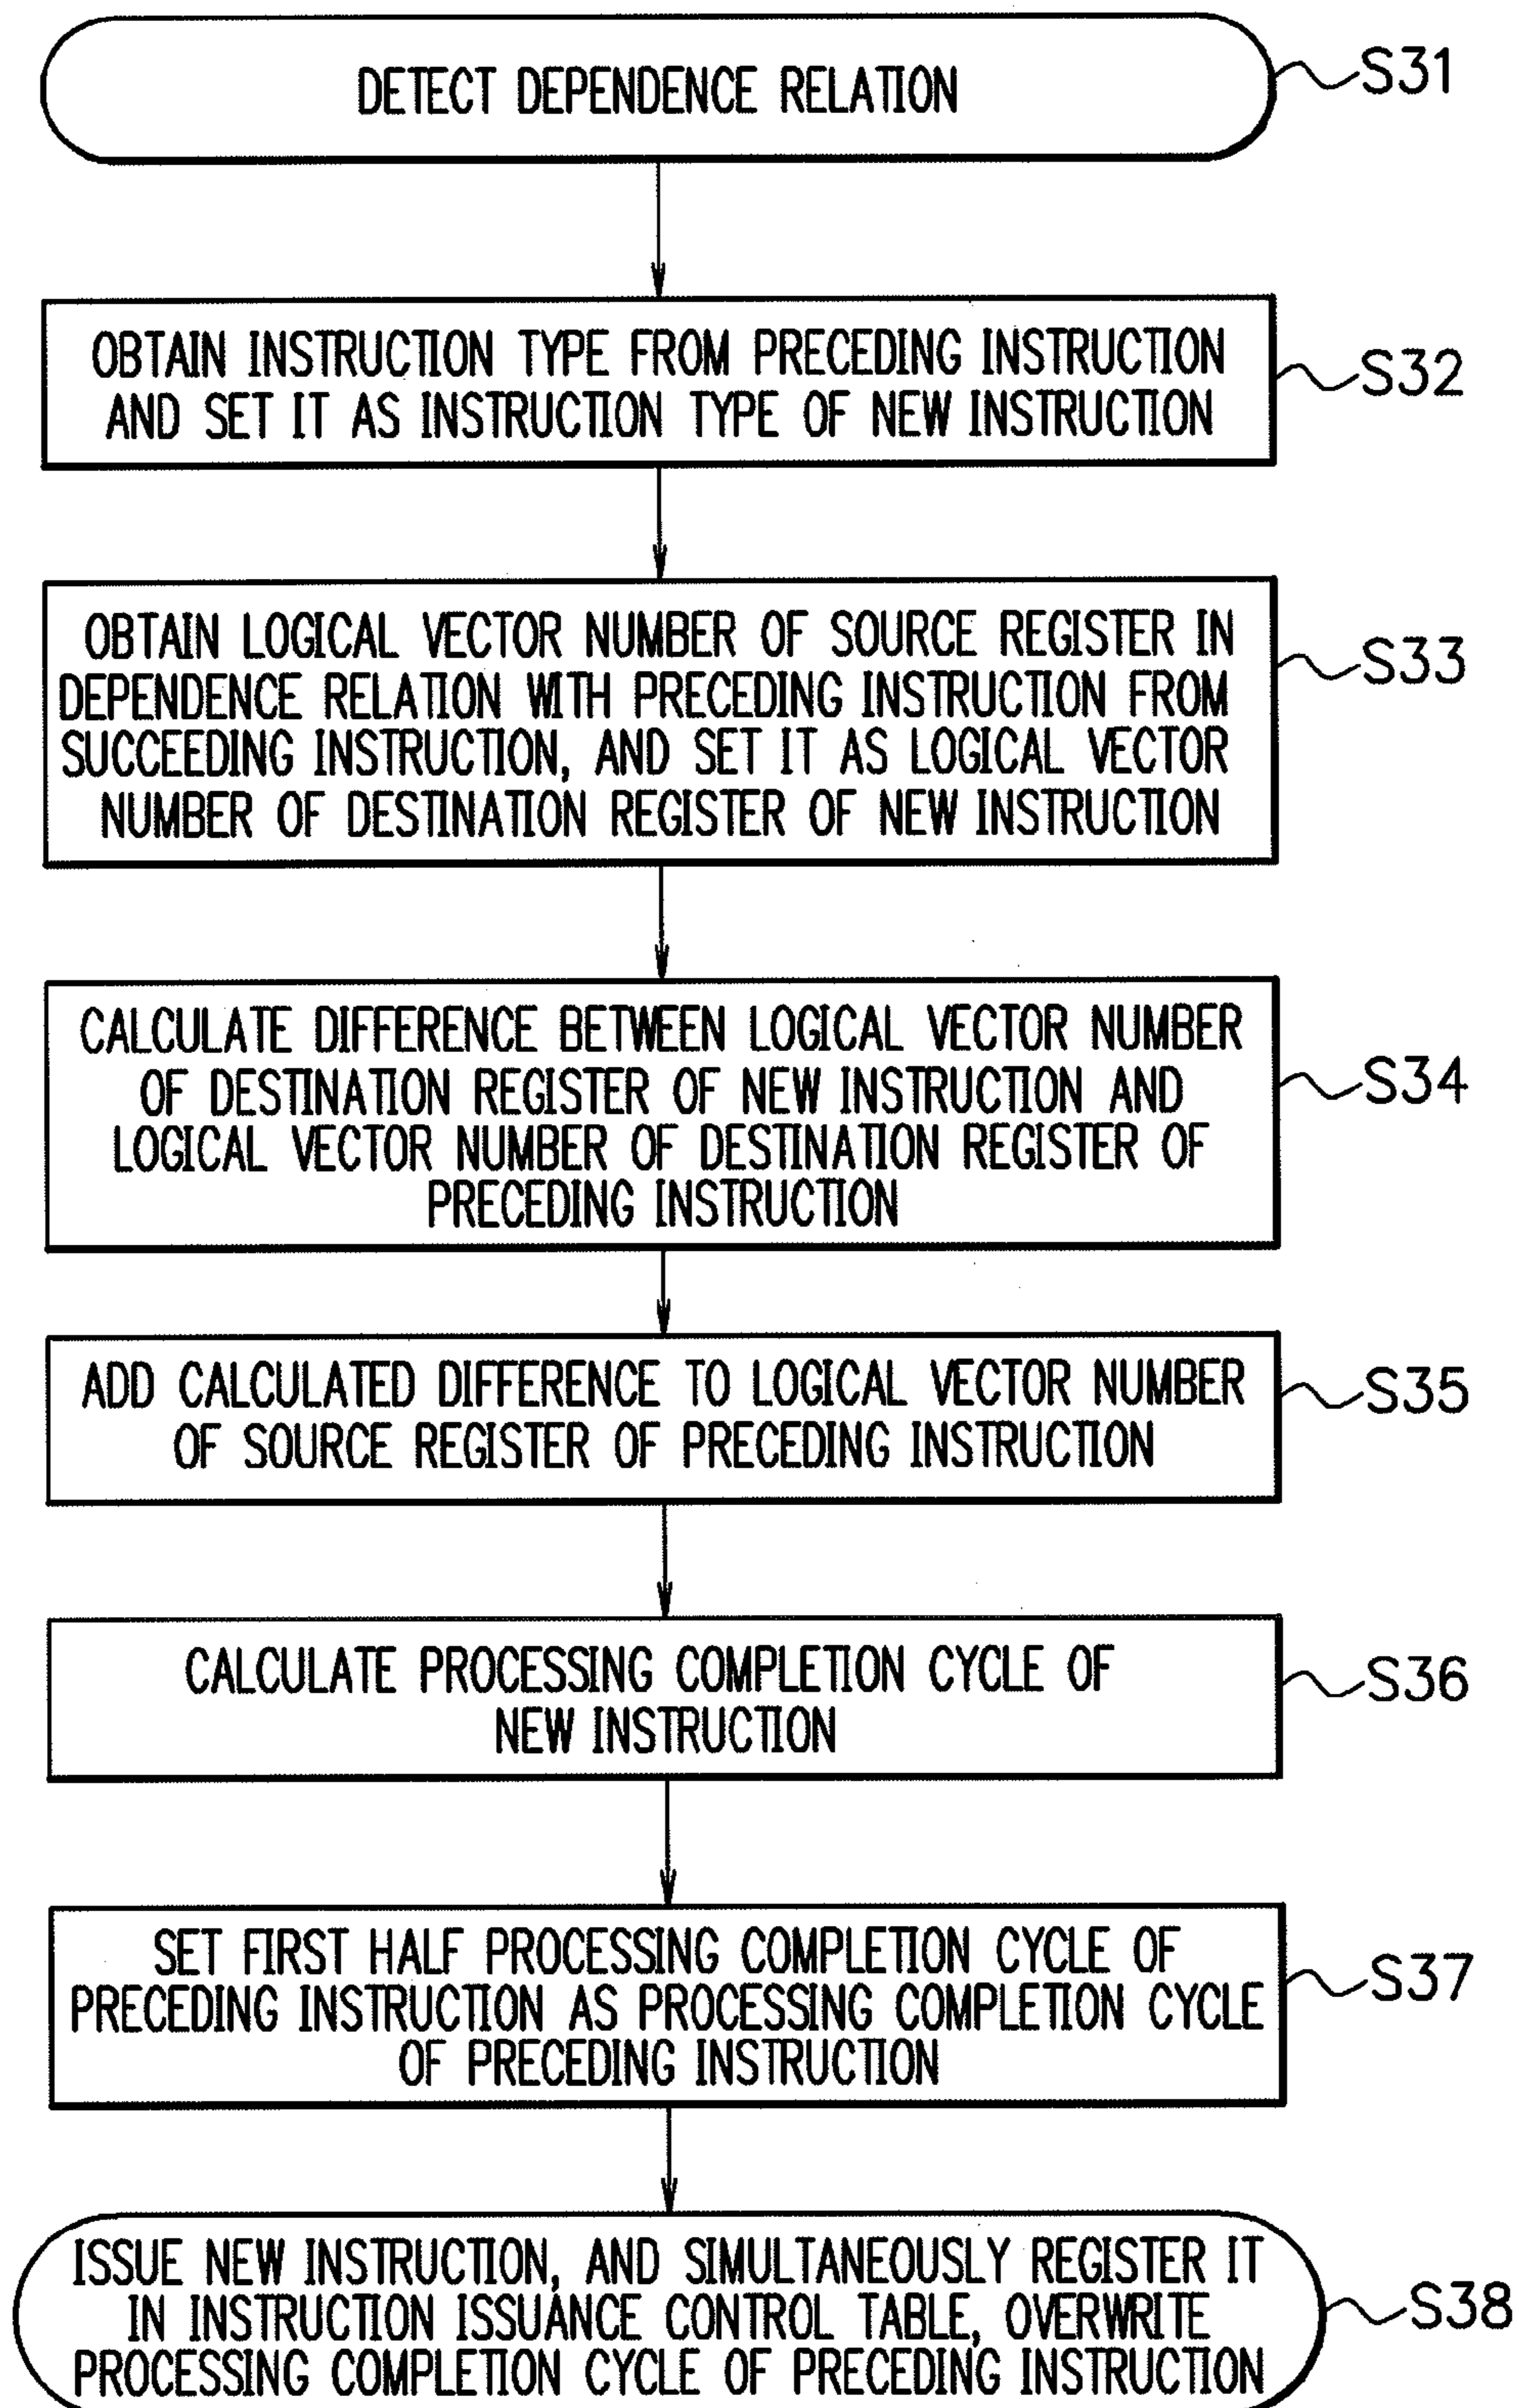 DETECT DEPENDENCE RELATION
S31
OBTAIN INSTRUCTION TYPE FROM PRECEDING INSTRUCTION
AND SET IT AS INSTRUCTION TYPE OF NEW INSTRUCTION
S32
OBTAIN LOGICAL VECTOR NUMBER OF SOURCE REGISTER IN
DEPENDENCE RELATION WITH PRECEDING INSTRUCTION FROM
SUCCEEDING INSTRUCTION, AND SET IT AS LOGICAL VECTOR
NUMBER OF DESTINATION REGISTER OF NEW INSTRUCTION
S33
CALCULATE DIFFERENCE BETWEEN LOGICAL VECTOR NUMBER
OF DESTINATION REGISTER OF NEW INSTRUCTION AND
LOGICAL VECTOR NUMBER OF DESTINATION REGISTER OF
PRECEDING INSTRUCTION
S34
ADD CALCULATED DIFFERENCE TO LOGICAL VECTOR NUMBER
OF SOURCE REGISTER OF PRECEDING INSTRUCTION
S35
CALCULATE PROCESSING COMPLETION CYCLE OF
NEW INSTRUCTION
S36
SET FIRST HALF PROCESSING COMPLETION CYCLE OF
PRECEDING INSTRUCTION AS PROCESSING COMPLETION CYCLE
OF PRECEDING INSTRUCTION
S37
ISSUE NEW INSTRUCTION, AND SIMULTANEOUSLY REGISTER IT
IN INSTRUCTION ISSUANCE CONTROL TABLE, OVERWRITE
PROCESSING COMPLETION CYCLE OF PRECEDING INSTRUCTION
S38